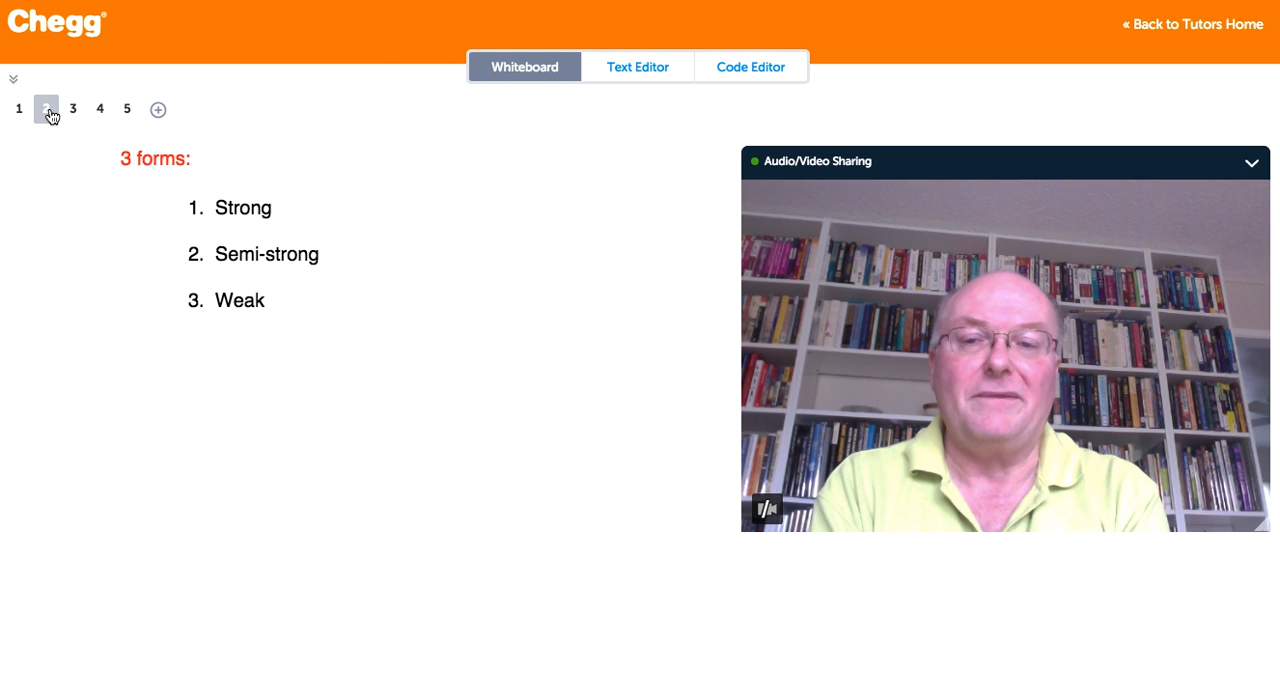 Chegg®
« Back to Tutors Home
Whiteboard Text Editor Code Editor
1 2 3 4 5
3 forms:
1. Strong
2. Semi-strong
3. Weak
Audio/Video Sharing